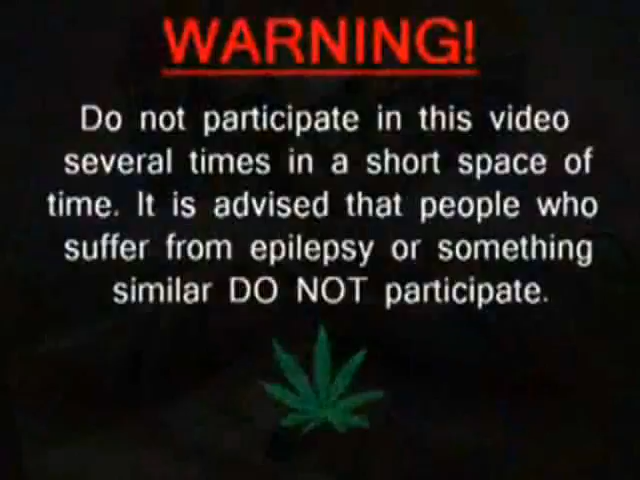 WARNING!
Do not participate in this video
several times in a short space of
time. It is advised that people who
suffer from epilepsy or something
similar DO NOT participate.